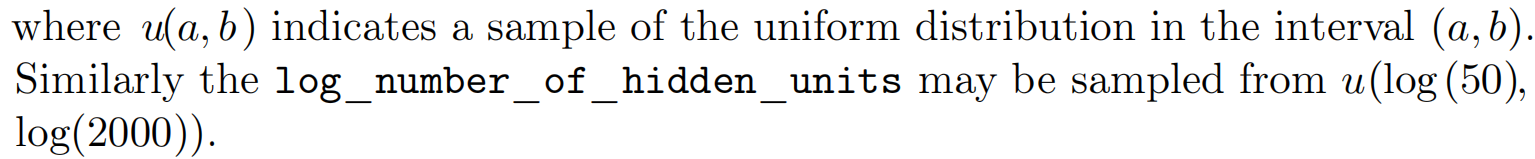 where u(a, b) indicates a sample of the uniform distribution in the interval (a, b).
Similarly the log_number_of_hidden_units may be sampled from u(log (50),
log(2000)).